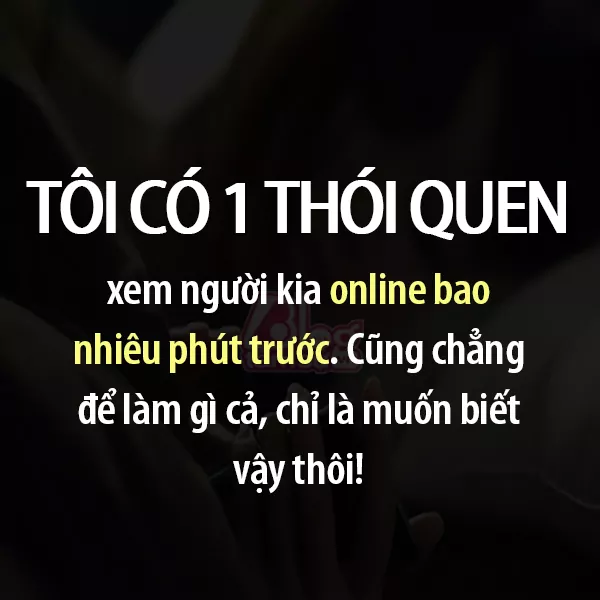 TÔI CÓ 1 THÓI QUEN
xem người kia online bao
nhiêu phút trước. Cũng chẳng
để làm gì cả, chỉ là muốn biết
vậy thôi!